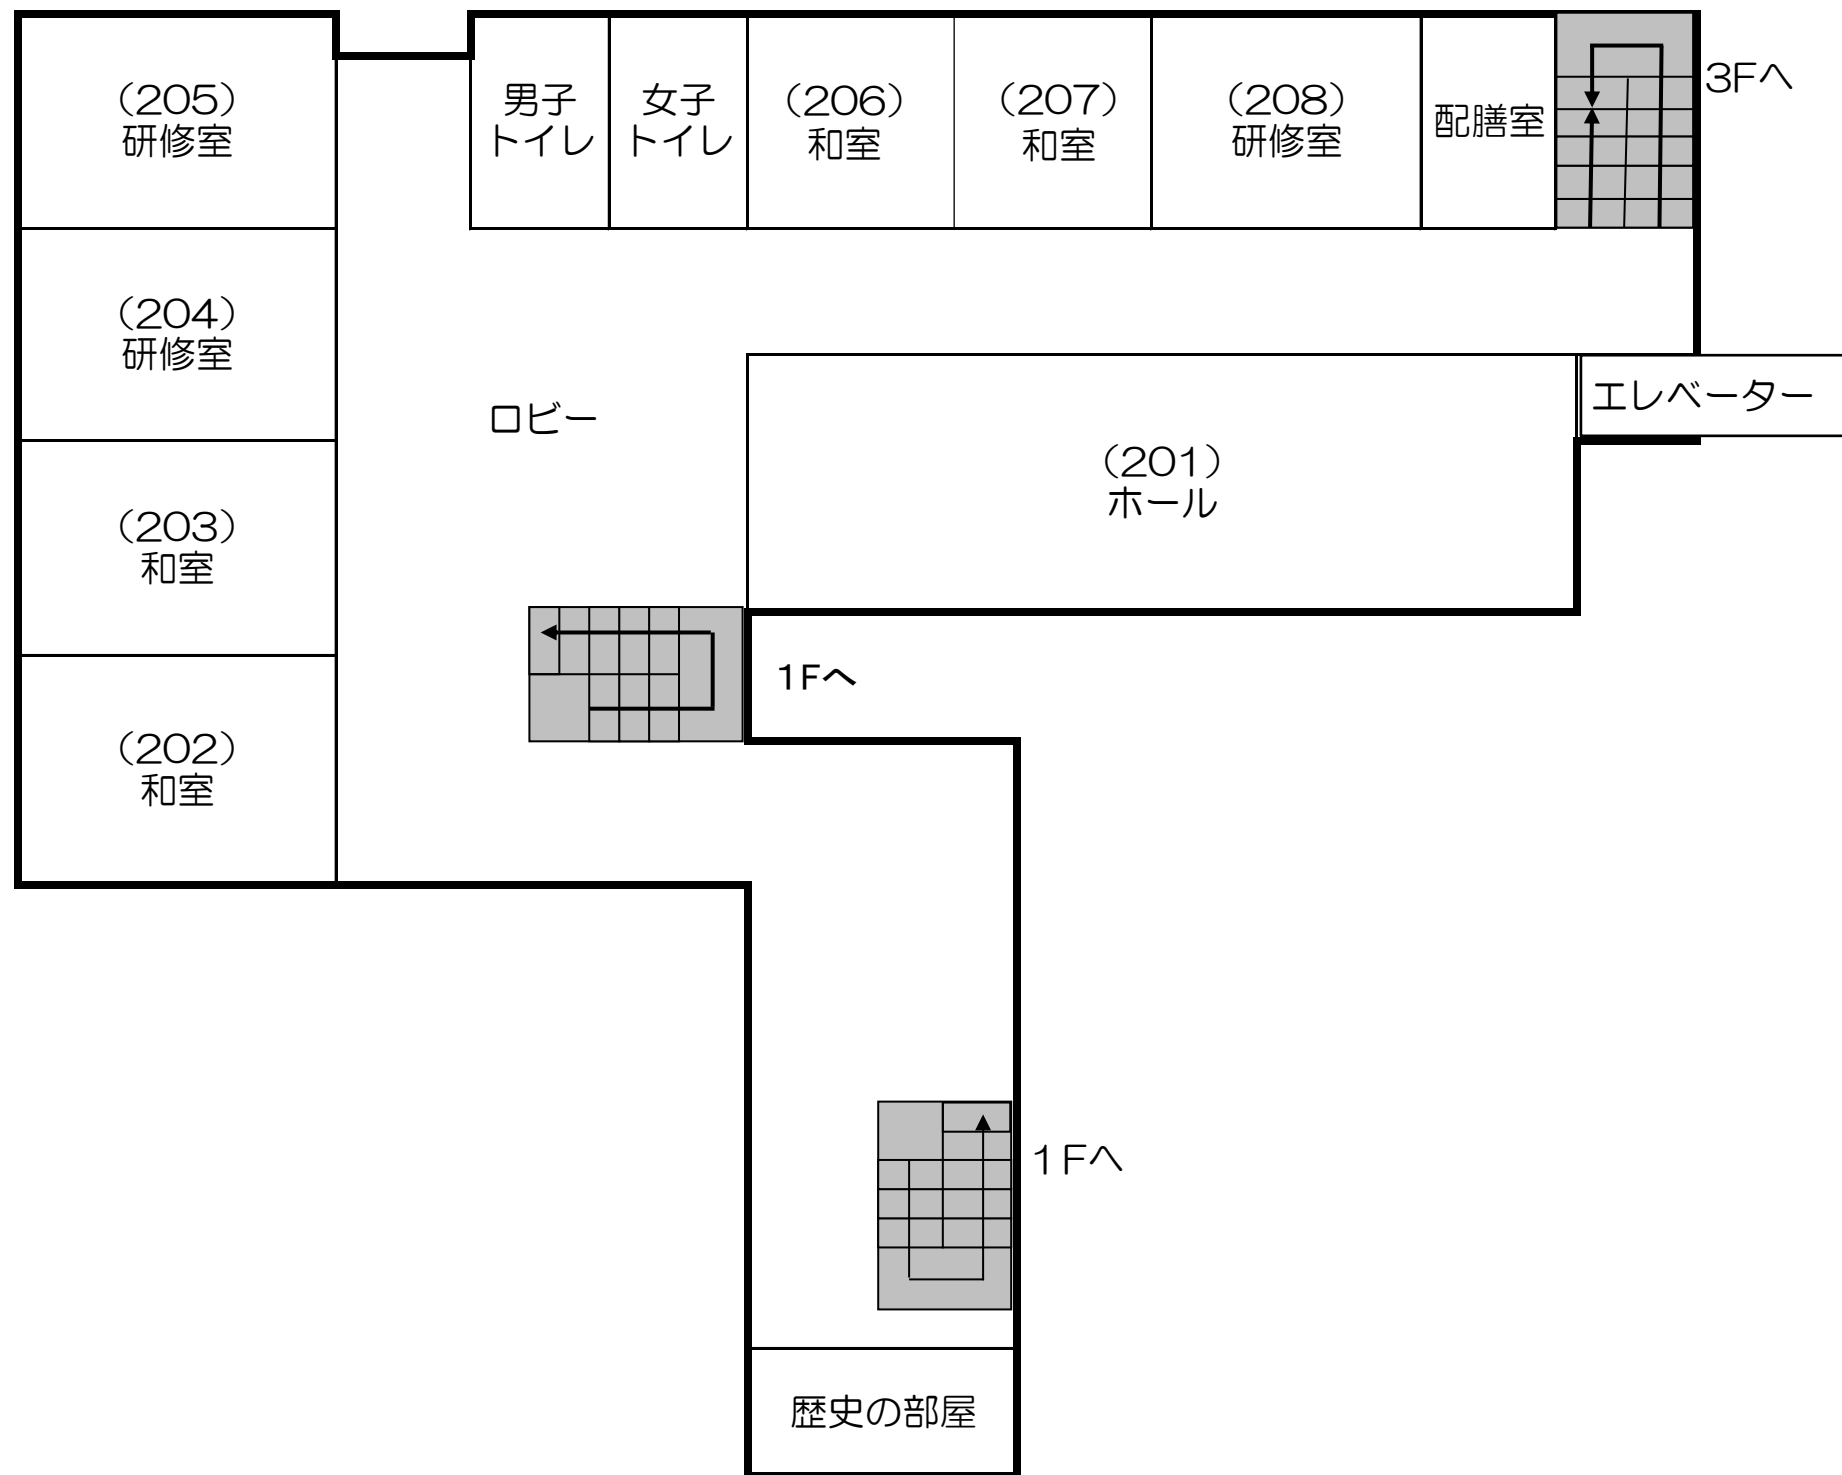 (205)
研修室
男子
トイレ
女子
トイレ
(206)
和室
(207)
和室
(208)
研修室
配膳室
3Fへ
(204)
研修室
ロビー
エレベーター
(201)
ホール
(203)
和室
1Fへ
(202)
和室
1Fへ
歴史の部屋